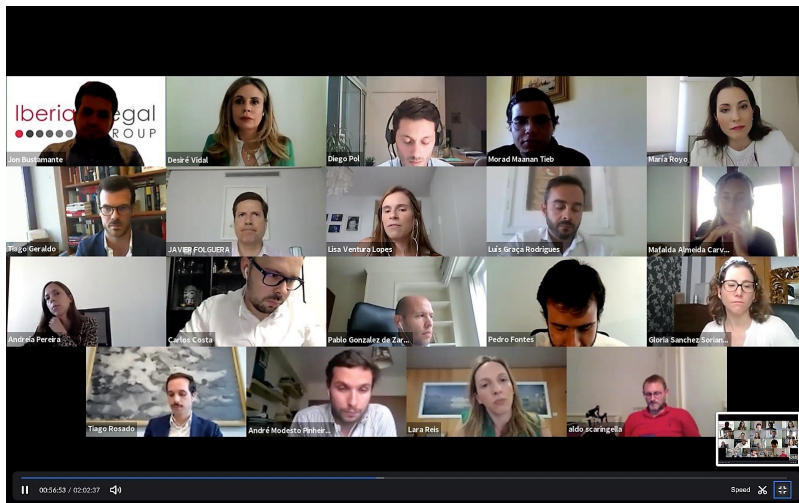 Iberia Legal
GROUP
Jon Bustamante
Desiré Vidal
Diego Pol
Morad Maanan Tieb
María Royo
Tiago Geraldo
JAVIER FOLGUERA
Lisa Ventura Lopes
Luís Graça Rodrigues
Mafalda Almeida Carv...
Andreia Pereira
Carlos Costa
Pablo Gonzalez de Zar...
Pedro Fontes
Gloria Sanchez Sorian...
Tiago Rosado
André Modesto Pinheir...
Lara Reis
aldo scaringella
00:56:53 / 02:02:37
Speed